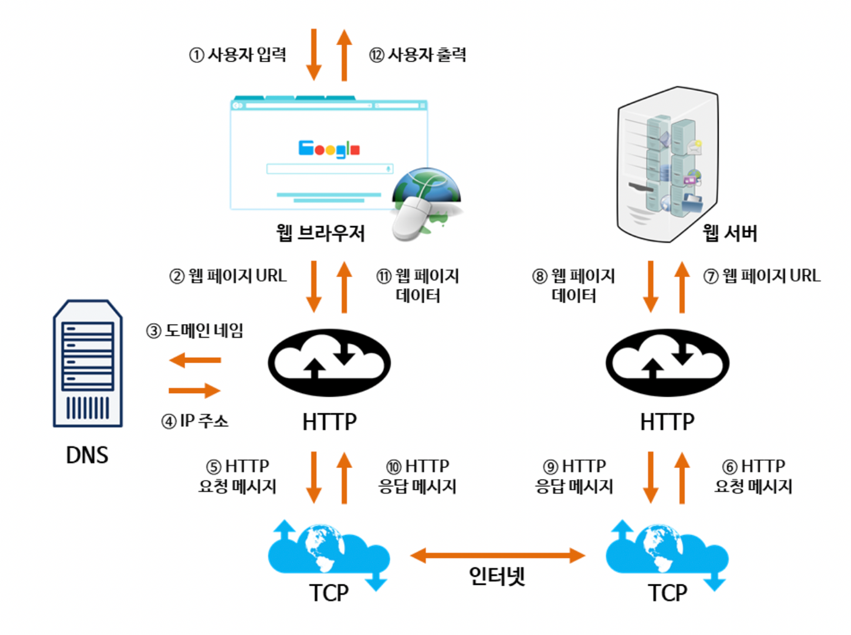 ① 사용자 입력
⑫ 사용자 출력
Google
웹 브라우저
웹 서버
② 웹 페이지 URL
⑪ 웹 페이지
데이터
⑧ 웹 페이지
데이터
⑦ 웹 페이지 URL
③ 도메인 네임
④ IP 주소
DNS
HTTP
HTTP
⑤ HTTP
요청 메시지
⑩ HTTP
응답 메시지
⑨ HTTP
응답 메시지
⑥ HTTP
요청 메시지
인터넷
TCP
TCP